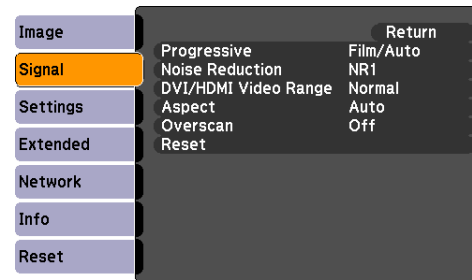 Image
Signal
Settings
Extended
Network
Info
Reset
Return
Progressive Film/Auto
Noise Reduction NR1
DVI/HDMI Video Range Normal
Aspect Auto
Overscan Off
Reset